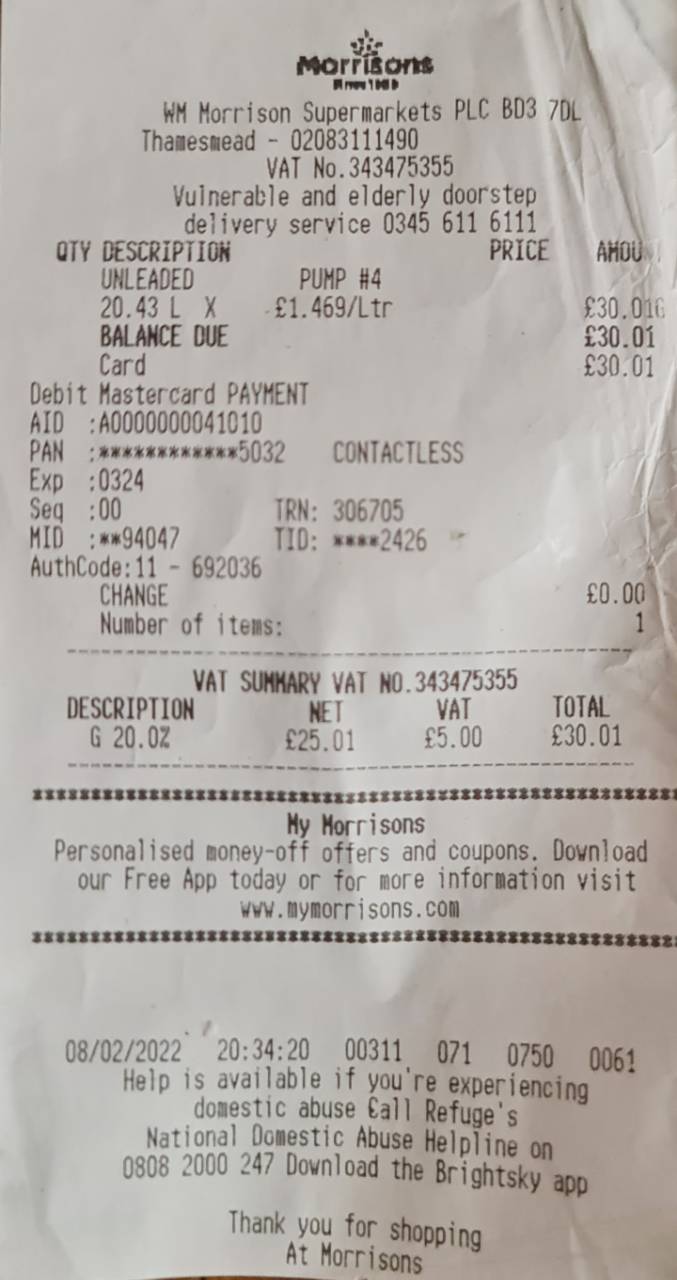 Morrisons
Since 1899
WM Morrison Supermarkets PLC BD3 7DL
Thamesmead - 02083111490
VAT No.343475355
Vulnerable and elderly doorstep
delivery service 0345 611 6111
QTY DESCRIPTION PRICE AMOU
UNLEADED PUMP #4
20.43 L X £1.469/Ltr £30.01G
BALANCE DUE £30.01
Card £30.01
Debit Mastercard PAYMENT
AID :A0000000041010
PAN :************5032 CONTACTLESS
Exp :0324
Seq :00 TRN: 306705
MID :**94047 TID: ****2426
AuthCode:11 - 692036
CHANGE £0.00
Number of items: 1
VAT SUMMARY VAT NO.343475355
DESCRIPTION NET VAT TOTAL
G 20.0% £25.01 £5.00 £30.01
My Morrisons
Personalised money-off offers and coupons. Download
our Free App today or for more information visit
www.mymorrisons.com
08/02/2022 20:34:20 00311 071 0750 0061
Help is available if you're experiencing
domestic abuse Call Refuge's
National Domestic Abuse Helpline on
0808 2000 247 Download the Brightsky app
Thank you for shopping
At Morrisons